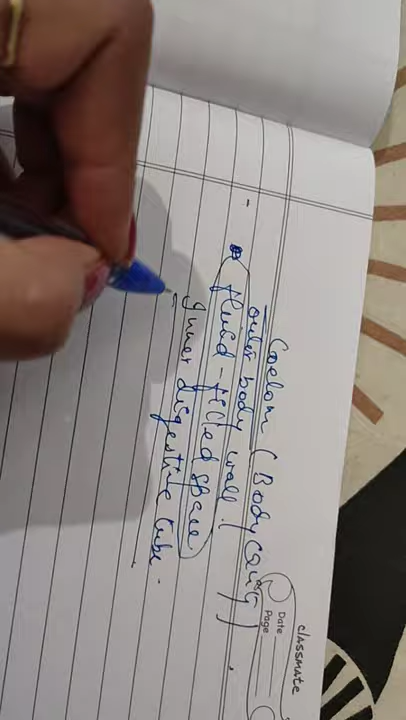 classmate
Date
Page
Coelom (Body Cavity)
outer body wall.
fluid-filled space
Inner digestive tube.